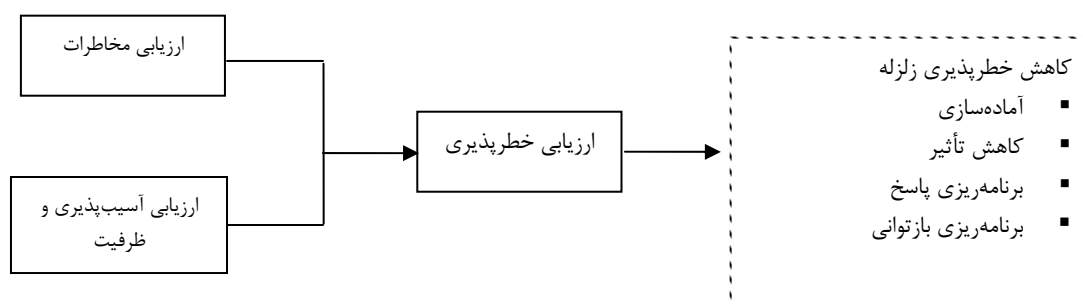 ارزیابی مخاطرات
ارزیابی آسیب‌پذیری و
ظرفیت
ارزیابی خطرپذیری
کاهش خطرپذیری زلزله
▪ آماده‌سازی
▪ کاهش تأثیر
▪ برنامه‌ریزی پاسخ
▪ برنامه‌ریزی بازتوانی